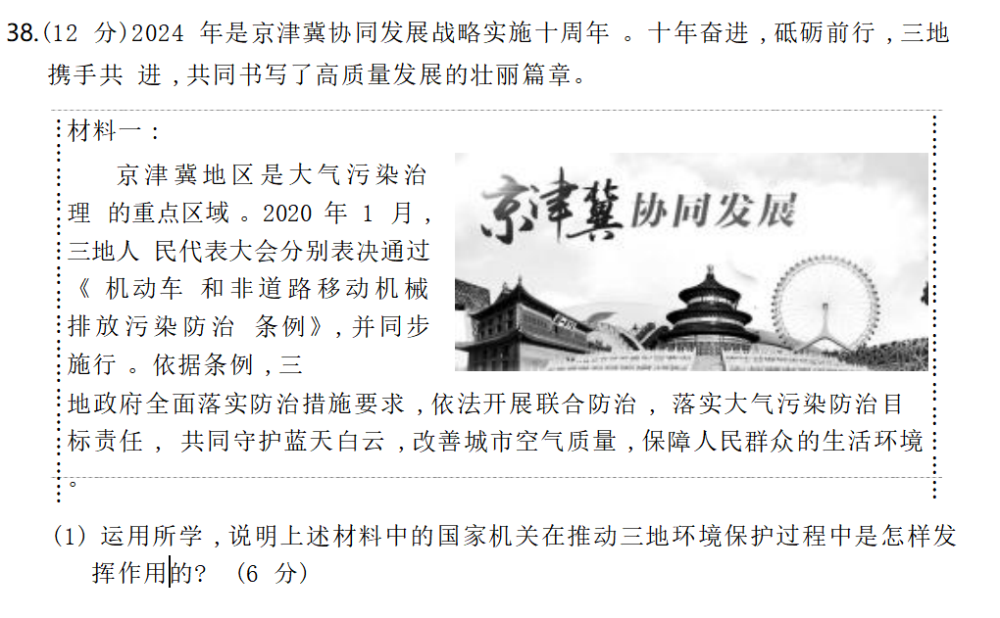 38.(12 分)2024 年是京津冀协同发展战略实施十周年 。十年奋进 ,砥砺前行 ,三地
携手共 进 ,共同书写了高质量发展的壮丽篇章。
材料一 :
京津冀地区是大气污染治
理 的重点区域 。2020 年 1 月 ,
三地人 民代表大会分别表决通过
《 机动车 和非道路移动机械
排放污染防治 条例》,并同步
施行 。依据条例 ,三
京津冀协同发展
地政府全面落实防治措施要求 ,依法开展联合防治 , 落实大气污染防治目
标责任 , 共同守护蓝天白云 ,改善城市空气质量 ,保障人民群众的生活环境
。
(1) 运用所学 ,说明上述材料中的国家机关在推动三地环境保护过程中是怎样发
挥作用的? (6 分)